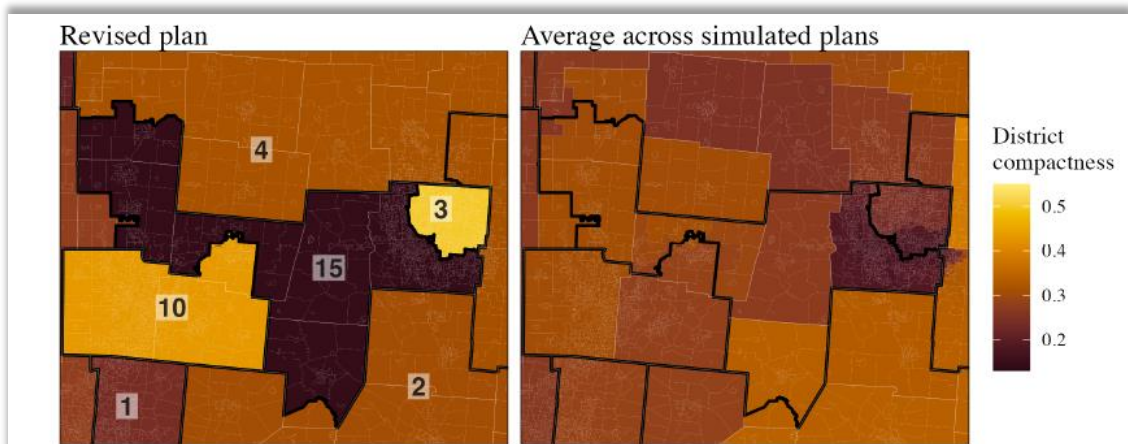 Revised plan
Average across simulated plans
4
3
15
10
2
1
District
compactness
0.5
0.4
0.3
0.2